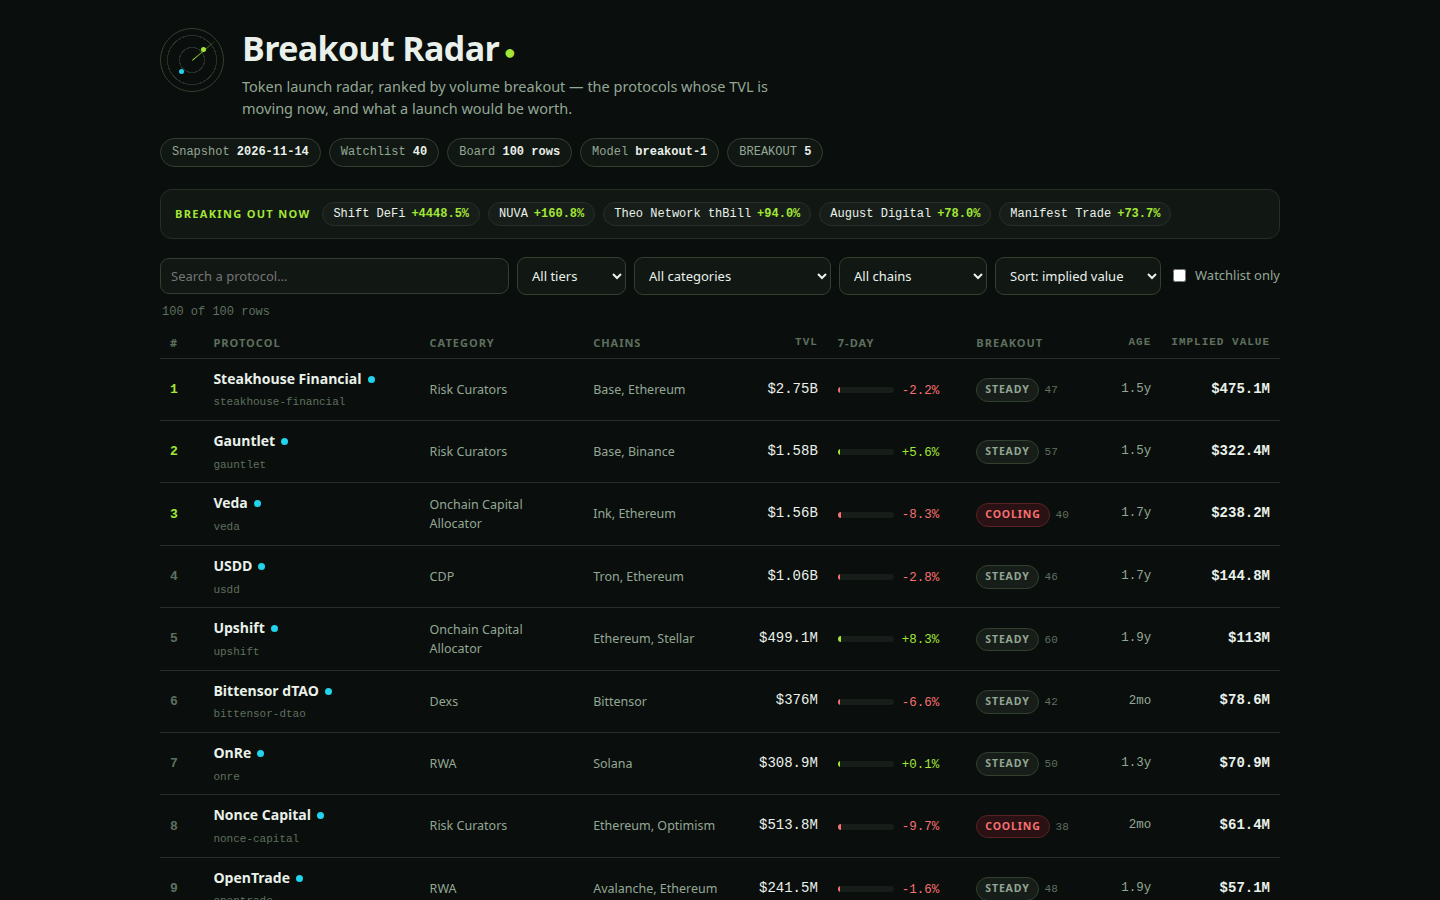 Breakout Radar
Token launch radar, ranked by volume breakout — the protocols whose TVL is
moving now, and what a launch would be worth.
Snapshot 2026-11-14 Watchlist 40 Board 100 rows Model breakout-1 BREAKOUT 5
BREAKING OUT NOW Shift DeFi +4448.5% NUVA +160.8% Theo Network thBill +94.0% August Digital +78.0% Manifest Trade +73.7%
Search a protocol... All tiers All categories All chains Sort: implied value Watchlist only
100 of 100 rows
# PROTOCOL CATEGORY CHAINS TVL 7-DAY BREAKOUT AGE IMPLIED VALUE
1 Steakhouse Financial Risk Curators Base, Ethereum $2.75B -2.2% STEADY 47 1.5y $475.1M
steakhouse-financial
2 Gauntlet Risk Curators Base, Binance $1.58B +5.6% STEADY 57 1.5y $322.4M
gauntlet
3 Veda Onchain Capital Allocator Ink, Ethereum $1.56B -8.3% COOLING 40 1.7y $238.2M
veda
4 USDD CDP Tron, Ethereum $1.06B -2.8% STEADY 46 1.7y $144.8M
usdd
5 Upshift Onchain Capital Allocator Ethereum, Stellar $499.1M +8.3% STEADY 60 1.9y $113M
upshift
6 Bittensor dTAO Dexs Bittensor $376M -6.6% STEADY 42 2mo $78.6M
bittensor-dtao
7 OnRe RWA Solana $308.9M +0.1% STEADY 50 1.3y $70.9M
onre
8 Nonce Capital Risk Curators Ethereum, Optimism $513.8M -9.7% COOLING 38 2mo $61.4M
nonce-capital
9 OpenTrade RWA Avalanche, Ethereum $241.5M -1.6% STEADY 48 1.9y $57.1M